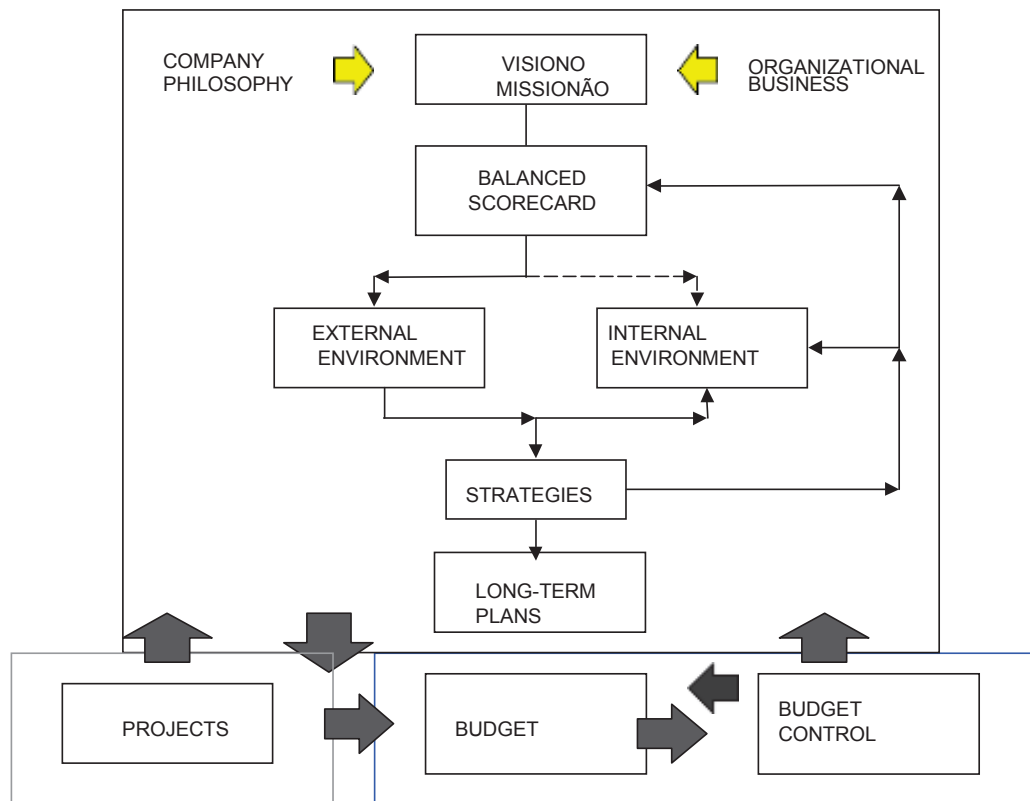 COMPANY
PHILOSOPHY
VISIONO
MISSIONÃO
ORGANIZATIONAL
BUSINESS
BALANCED
SCORECARD
EXTERNAL
ENVIRONMENT
INTERNAL
ENVIRONMENT
STRATEGIES
LONG-TERM
PLANS
PROJECTS
BUDGET
BUDGET
CONTROL